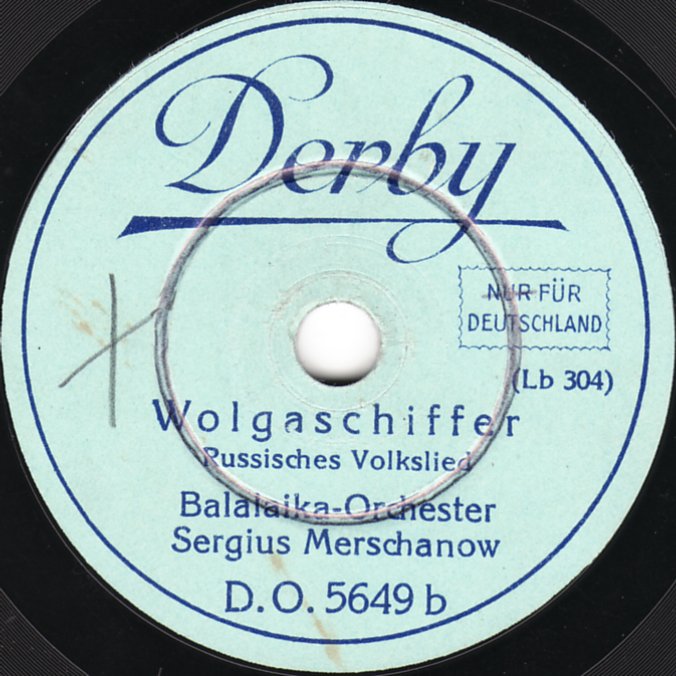 Derby
NUR FÜR
DEUTSCHLAND
(Lb 304)
Wolgaschiffer
Russisches Volkslied
Balalaika-Orchester
Sergius Merschanow
D.O. 5649 b